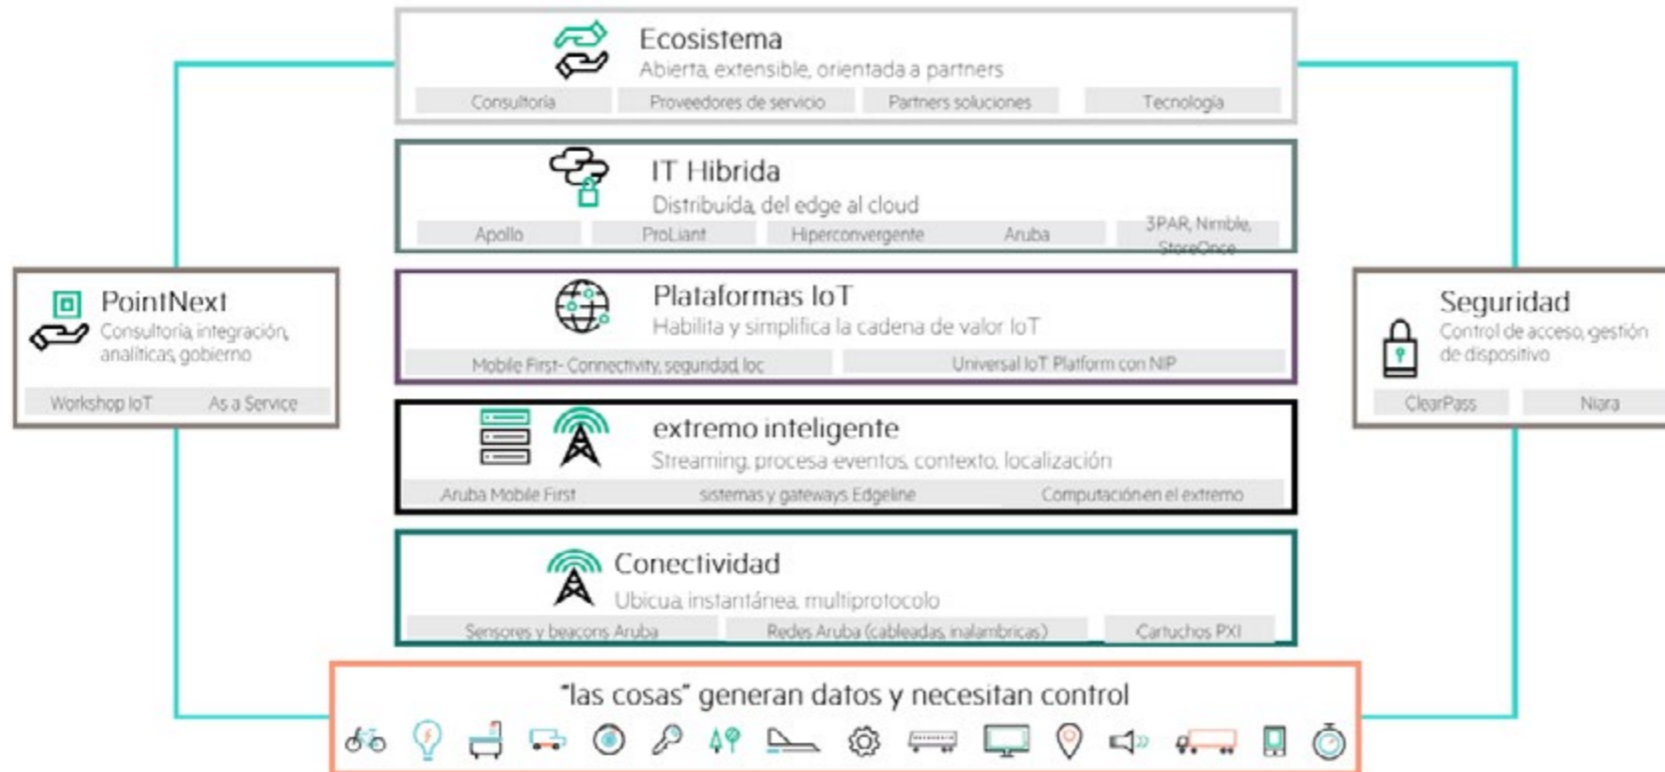 Ecosistema
Abierta, extensible, orientada a partners
Consultoría
Proveedores de servicio
Partners soluciones
Tecnología
IT Hibrida
Distribuída, del edge al cloud
Apollo
ProLiant
Hiperconvergente
Aruba
3PAR, Nimble,
StoreOnce
PointNext
Consultoría, integración,
analíticas, gobierno
Workshop IoT
As a Service
Plataformas IoT
Habilita y simplifica la cadena de valor IoT
Mobile First- Connectivity, seguridad, loc
Universal IoT Platform con NIP
Seguridad
Control de acceso, gestión
de dispositivo
ClearPass
Niara
extremo inteligente
Streaming, procesa eventos, contexto, localización
Aruba Mobile First
sistemas y gateways Edgeline
Computación en el extremo
Conectividad
Ubicua, instantánea, multiprotocolo
Sensores y beacons Aruba
Redes Aruba (cableadas, inalambricas)
Cartuchos PXI
"las cosas" generan datos y necesitan control